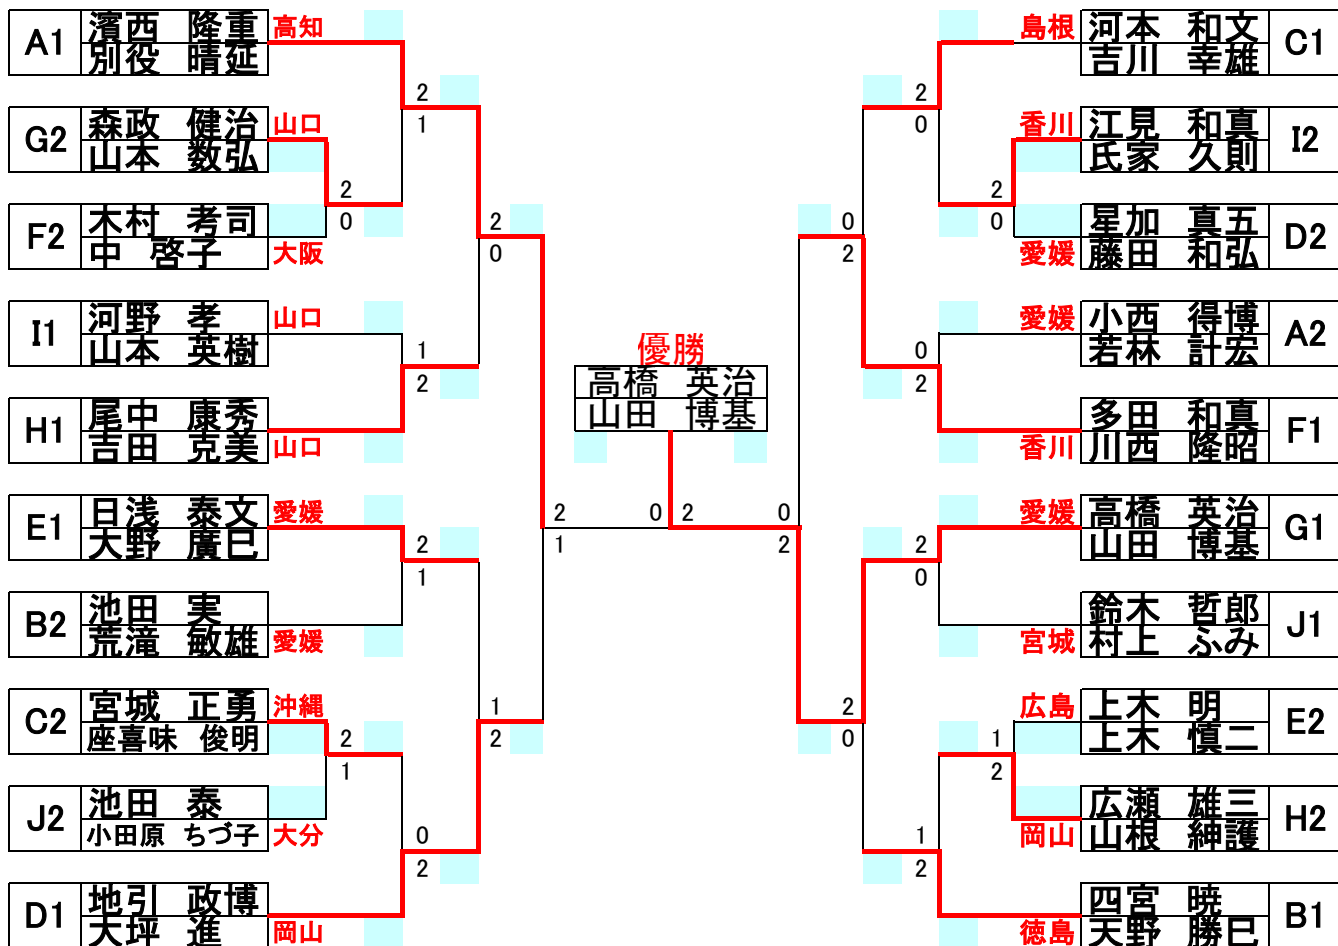 A1 濱西 隆重 高知
別役 晴延
2
1
G2 森政 健治 山口
山本 数弘
2
0
F2 木村 考司
中 啓子 大阪
2
0
I1 河野 孝 山口
山本 英樹
1
2
H1 尾中 康秀
吉田 克美 山口
E1 日浅 泰文 愛媛
大野 廣巳
2
1
2
1
B2 池田 実
荒滝 敏雄 愛媛
C2 宮城 正勇 沖縄
座喜味 俊明
1
2
2
1
J2 池田 泰
小田原 ちづ子 大分
0
2
D1 地引 政博
大坪 進 岡山
優勝
高橋 英治
山田 博基
0 2
島根 河本 和文 C1
吉川 幸雄
2
0
香川 江見 和真 I2
氏家 久則
2
0
星加 真五 D2
愛媛 藤田 和弘
0
2
愛媛 小西 得博 A2
若林 計宏
0
2
多田 和真 F1
香川 川西 隆昭
愛媛 高橋 英治 G1
山田 博基
0
2
2
0
鈴木 哲郎 J1
宮城 村上 ふみ
広島 上木 明 E2
上木 慎二
2
0
1
2
広瀬 雄三 H2
岡山 山根 紳護
1
2
四宮 暁 B1
徳島 天野 勝巳